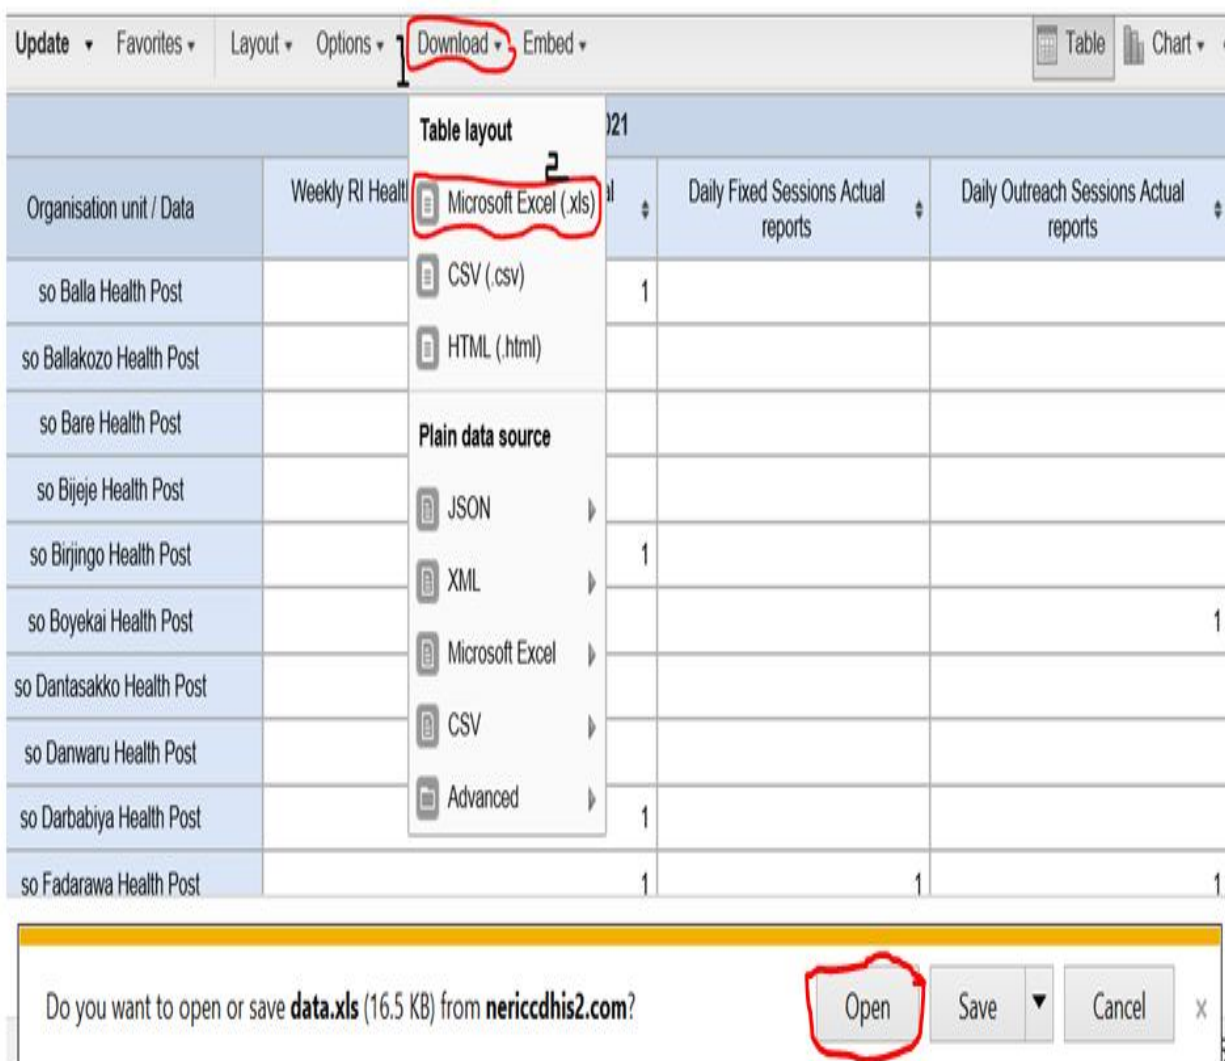 Update Favorites Layout Options 1 Download Embed Table Chart
Table layout 021
2
Organisation unit / Data Weekly RI Healt Microsoft Excel (.xls) al Daily Fixed Sessions Actual reports Daily Outreach Sessions Actual reports
so Balla Health Post CSV (.csv) 1
so Ballakozo Health Post HTML (.html)
so Bare Health Post Plain data source
so Bijeje Health Post JSON
so Birjingo Health Post XML 1
so Boyekai Health Post Microsoft Excel 1
so Dantasakko Health Post
so Danwaru Health Post CSV
so Darbabiya Health Post Advanced 1
so Fadarawa Health Post 1 1 1
Do you want to open or save data.xls (16.5 KB) from nericcdhis2.com? Open Save Cancel x